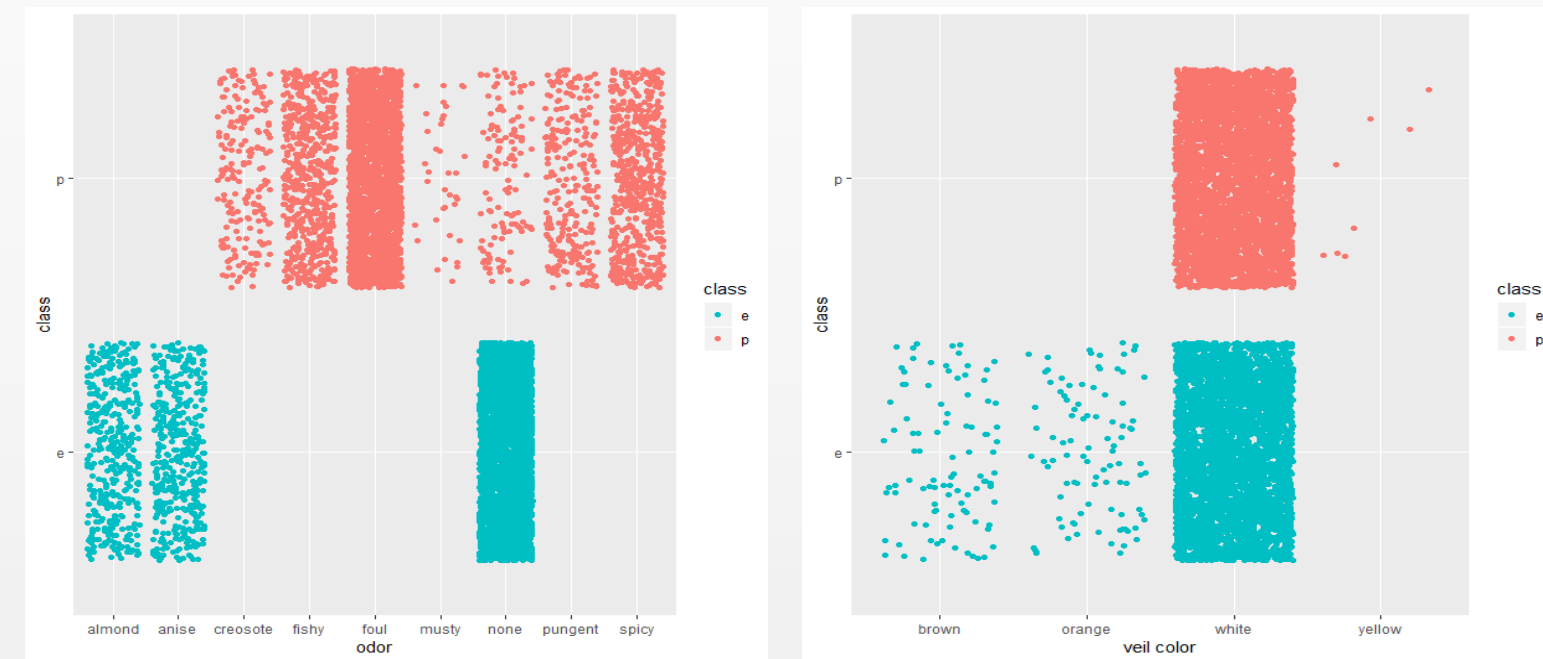 p
e
class
almond anise creosote fishy foul musty none pungent spicy
odor
class
e
p
p
e
class
brown orange white yellow
veil color
class
e
p